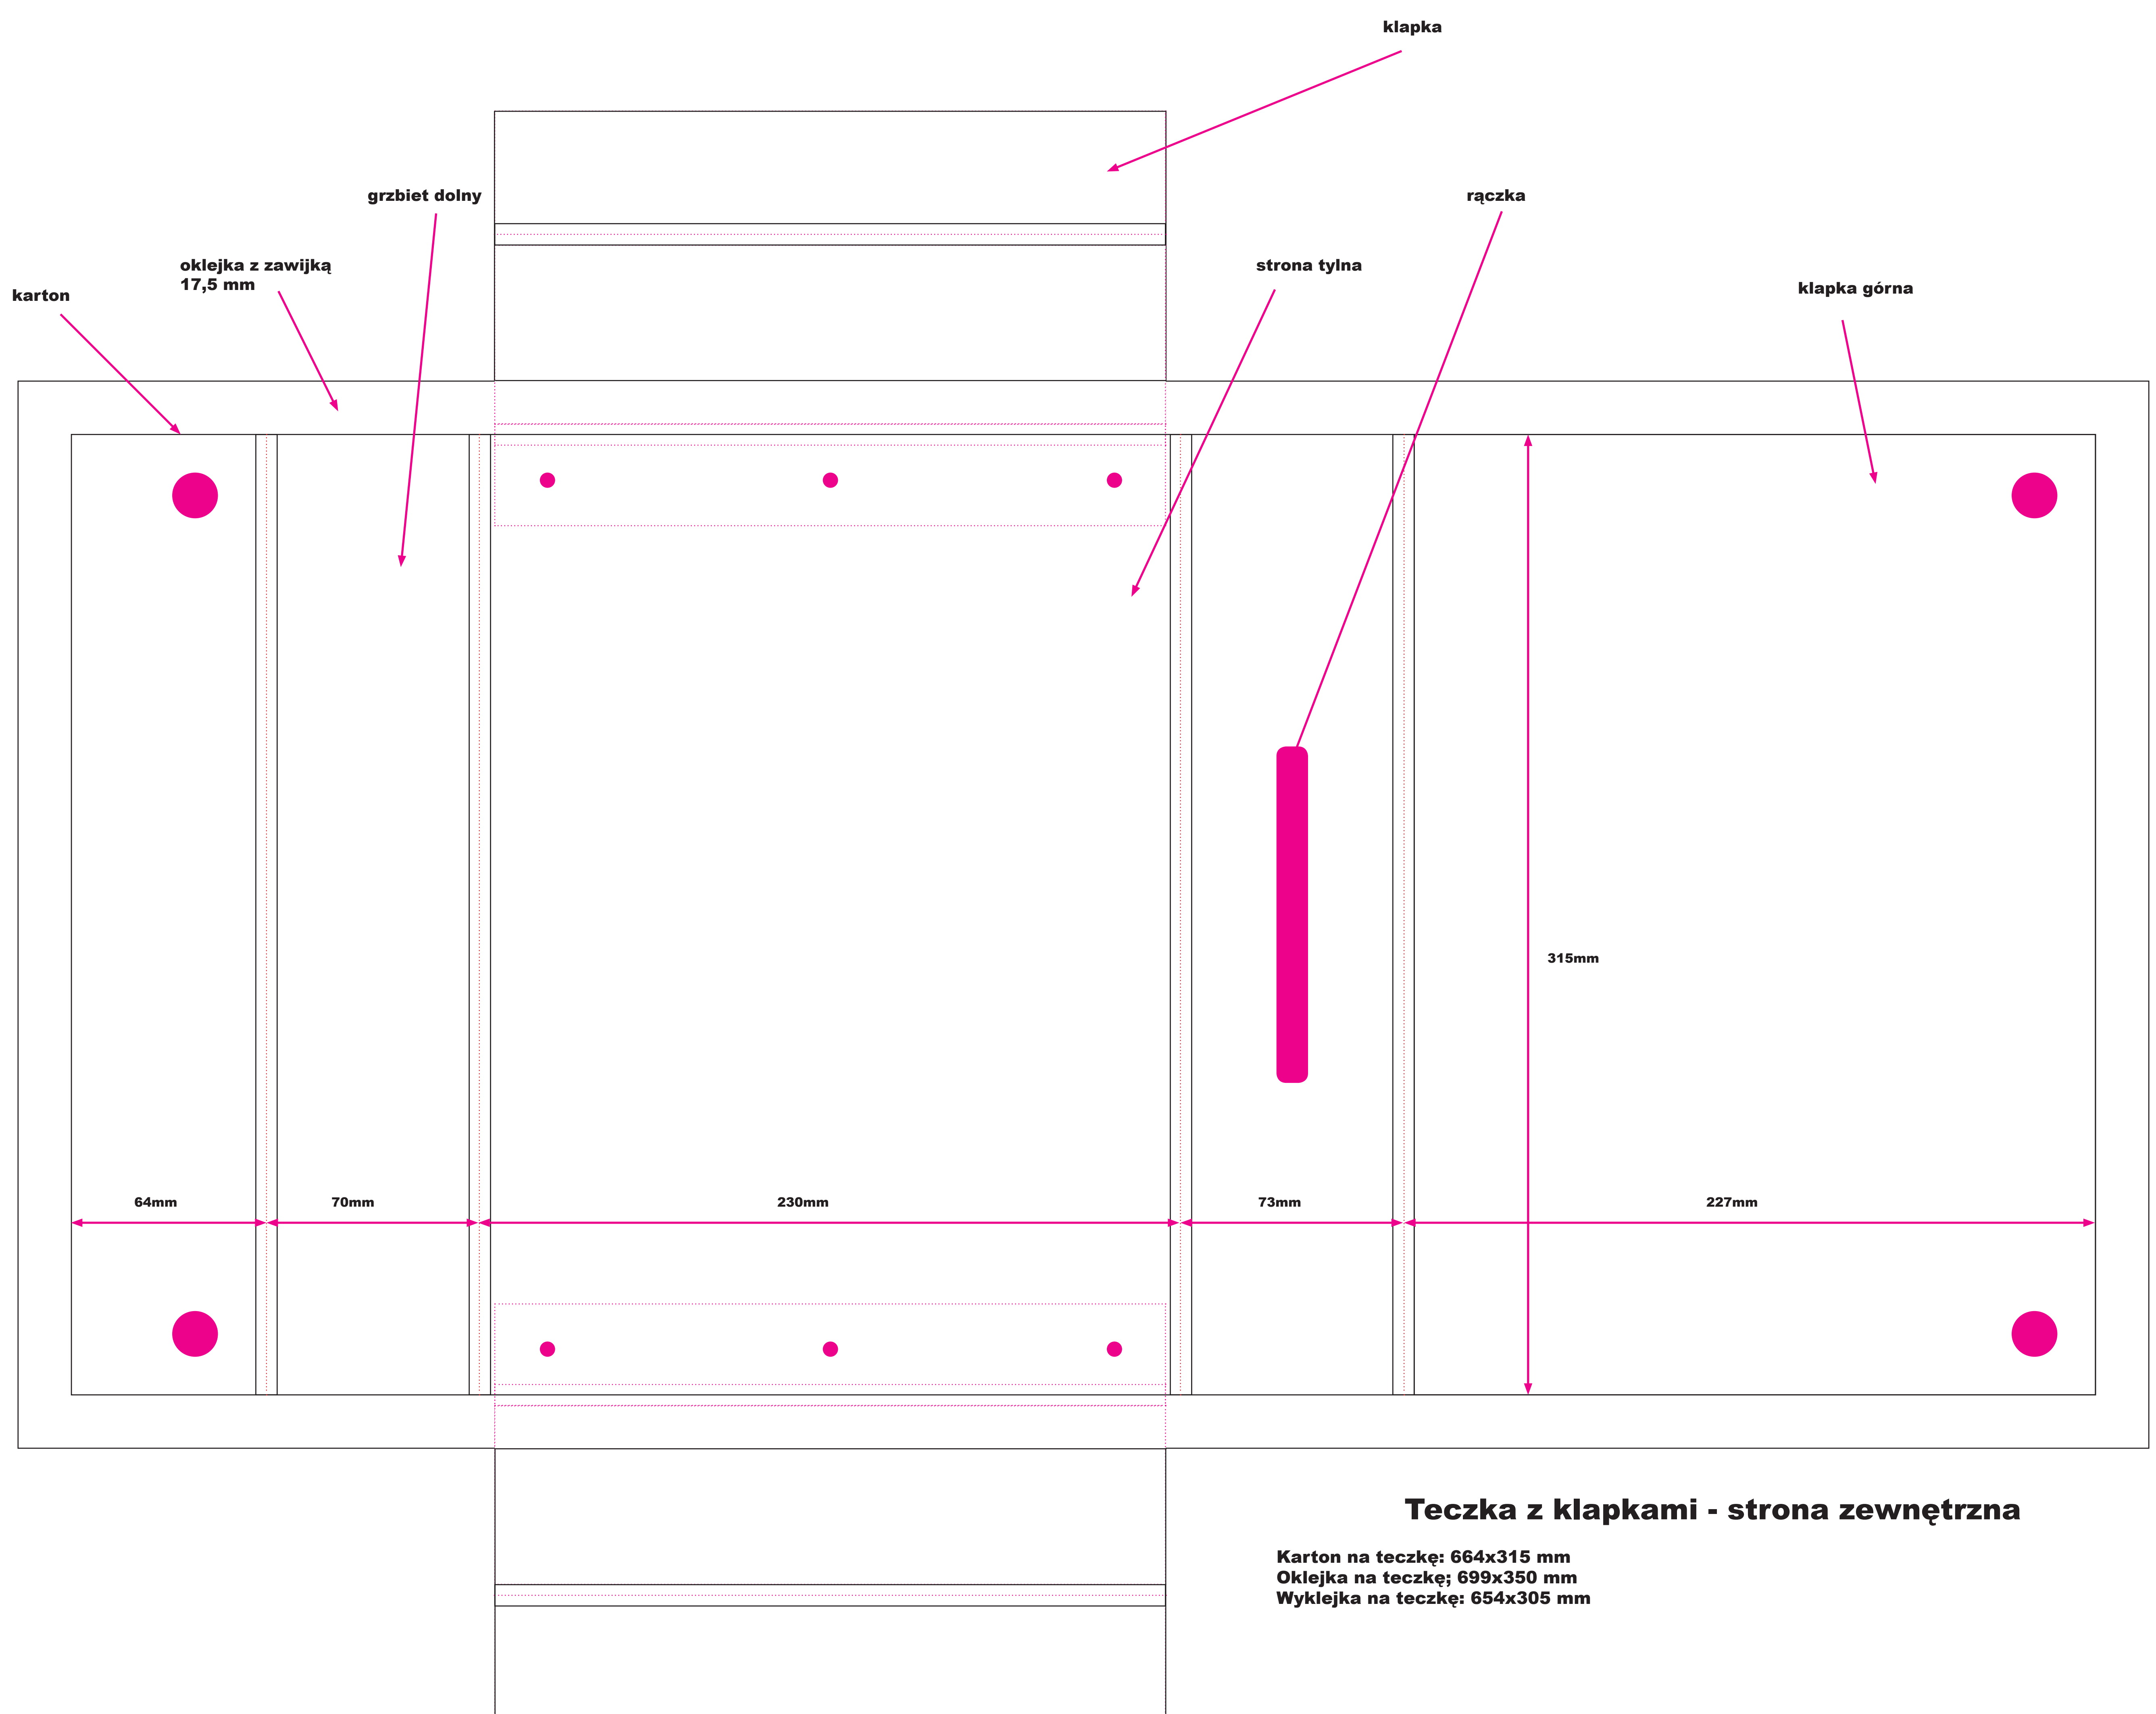 klapka
grzbiet dolny
rączka
oklejka z zawijką
17,5 mm
strona tylna
karton
klapka górna
315mm
64mm
70mm
230mm
73mm
227mm
Teczka z klapkami - strona zewnętrzna
Karton na teczkę: 664x315 mm
Oklejka na teczkę; 699x350 mm
Wyklejka na teczkę: 654x305 mm